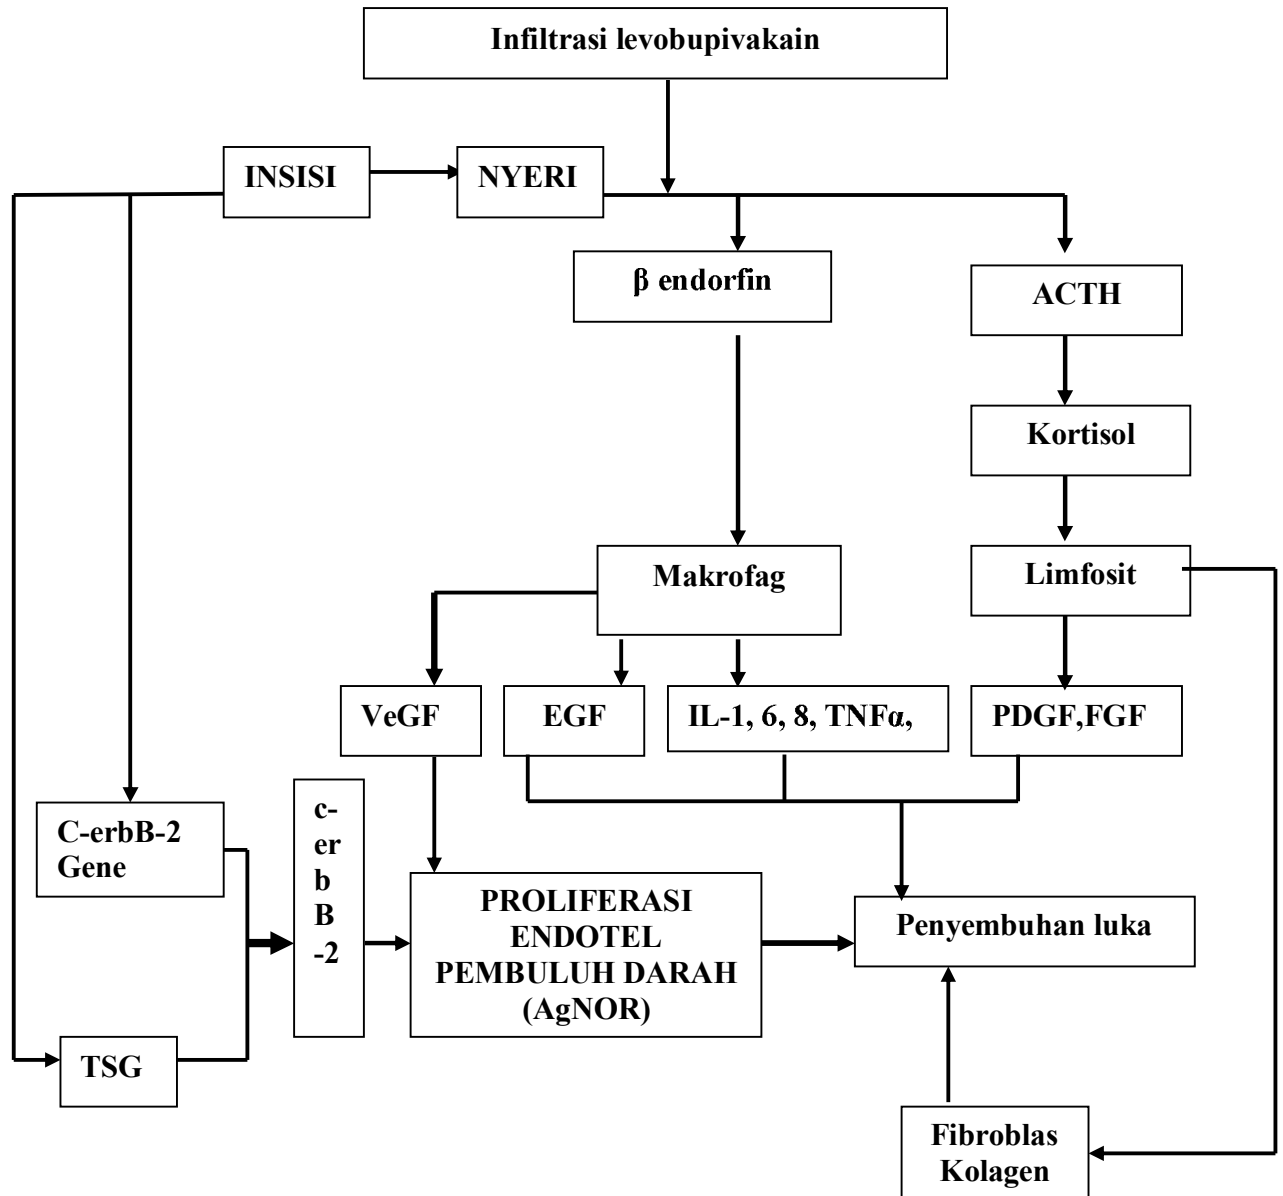 Infiltrasi levobupivakain
INSISI
NYERI
β endorfin
ACTH
Kortisol
Makrofag
Limfosit
VeGF
EGF
IL-1, 6, 8, TNFα,
PDGF,FGF
C-erbB-2
Gene
c-
er
b
B
-2
PROLIFERASI
ENDOTEL
PEMBULUH DARAH
(AgNOR)
Penyembuhan luka
TSG
Fibroblas
Kolagen